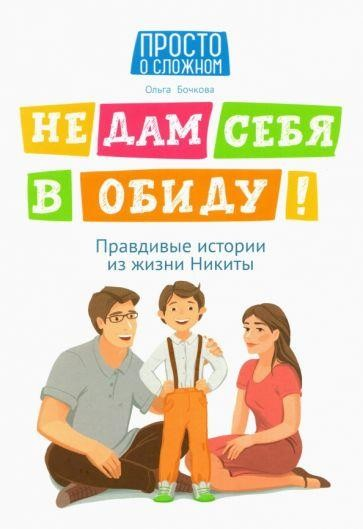 ПРОСТО
О СЛОЖНОМ
Ольга Бочкова
НЕ ДАМ СЕБЯ
В ОБИДУ!
Правдивые истории
из жизни Никиты